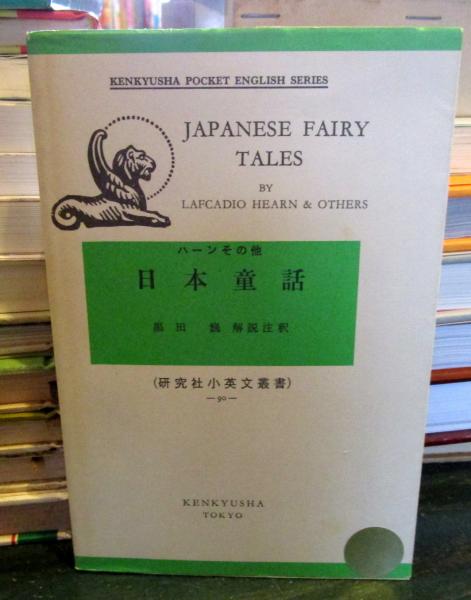 KENKYUSHA POCKET ENGLISH SERIES
JAPANESE FAIRY
TALES
BY
LAFCADIO HEARN & OTHERS
ハーンその他
日本童話
黒田巍 解説注釈
(研究社小英文叢書)
—90—
KENKYUSHA
TOKYO